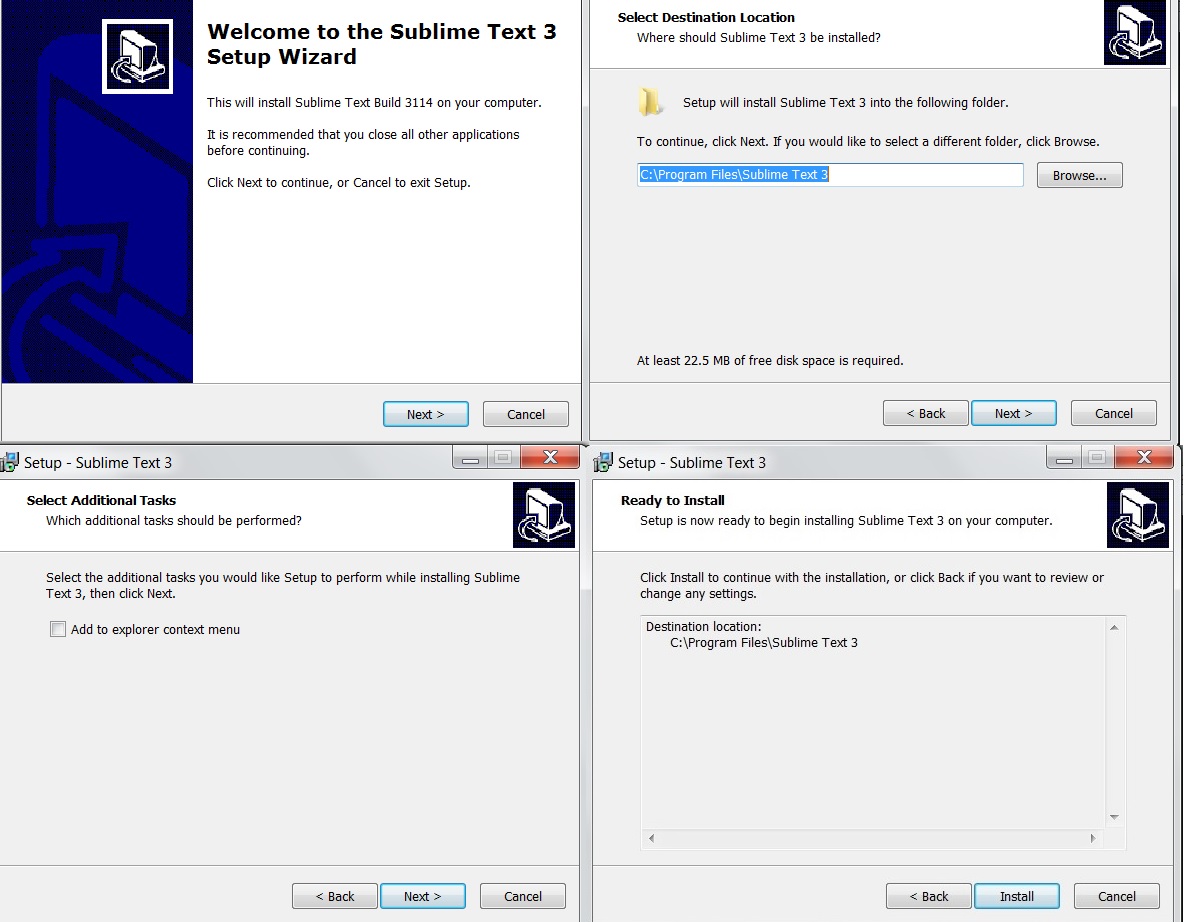 Welcome to the Sublime Text 3
Setup Wizard
This will install Sublime Text Build 3114 on your computer.
It is recommended that you close all other applications
before continuing.
Click Next to continue, or Cancel to exit Setup.
Next >
Cancel
Select Destination Location
Where should Sublime Text 3 be installed?
Setup will install Sublime Text 3 into the following folder.
To continue, click Next. If you would like to select a different folder, click Browse.
C:\Program Files\Sublime Text 3
Browse...
At least 22.5 MB of free disk space is required.
< Back
Next >
Cancel
Setup - Sublime Text 3
Select Additional Tasks
Which additional tasks should be performed?
Select the additional tasks you would like Setup to perform while installing Sublime
Text 3, then click Next.
Add to explorer context menu
< Back
Next >
Cancel
Setup - Sublime Text 3
Ready to Install
Setup is now ready to begin installing Sublime Text 3 on your computer.
Click Install to continue with the installation, or click Back if you want to review or
change any settings.
Destination location:
C:\Program Files\Sublime Text 3
< Back
Install
Cancel